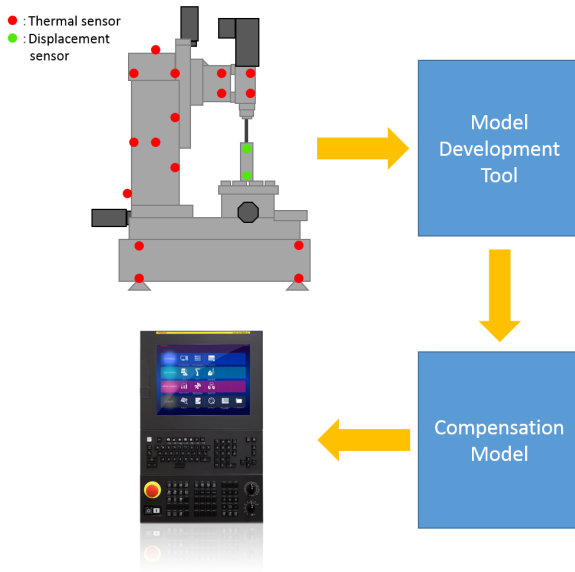 : Thermal sensor
: Displacement
sensor
Model
Development
Tool
Compensation
Model